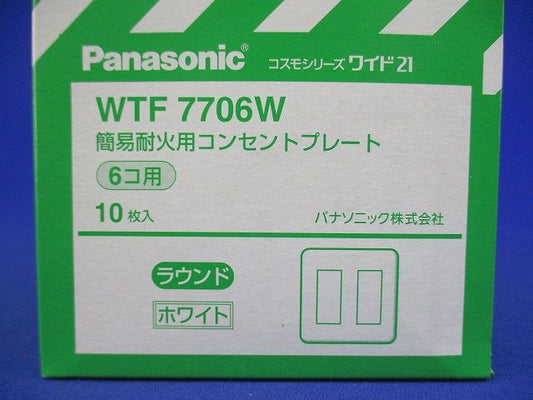 Panasonic® コスモシリーズ ワイド21
WTF 7706W
簡易耐火用コンセントプレート
6コ用
10枚入 パナソニック株式会社
ラウンド
ホワイト